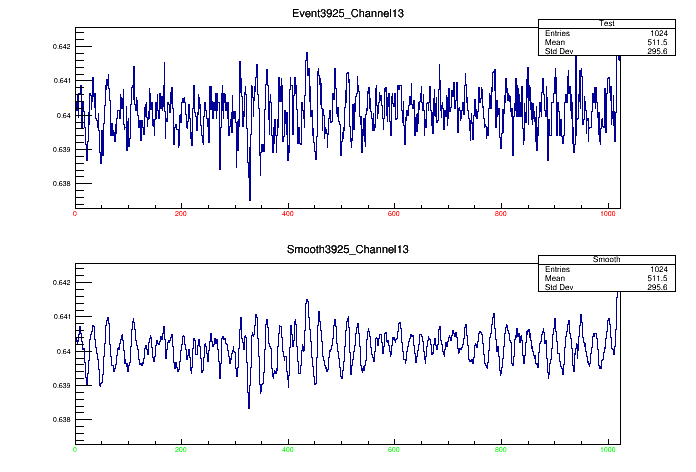 Event3925_Channel13
Test
Entries 1024
Mean 511.5
Std Dev 295.6
0.642
0.641
0.64
0.639
0.638
0 200 400 600 800 1000
Smooth3925_Channel13
Smooth
Entries 1024
Mean 511.5
Std Dev 295.6
0.642
0.641
0.64
0.639
0.638
0 200 400 600 800 1000